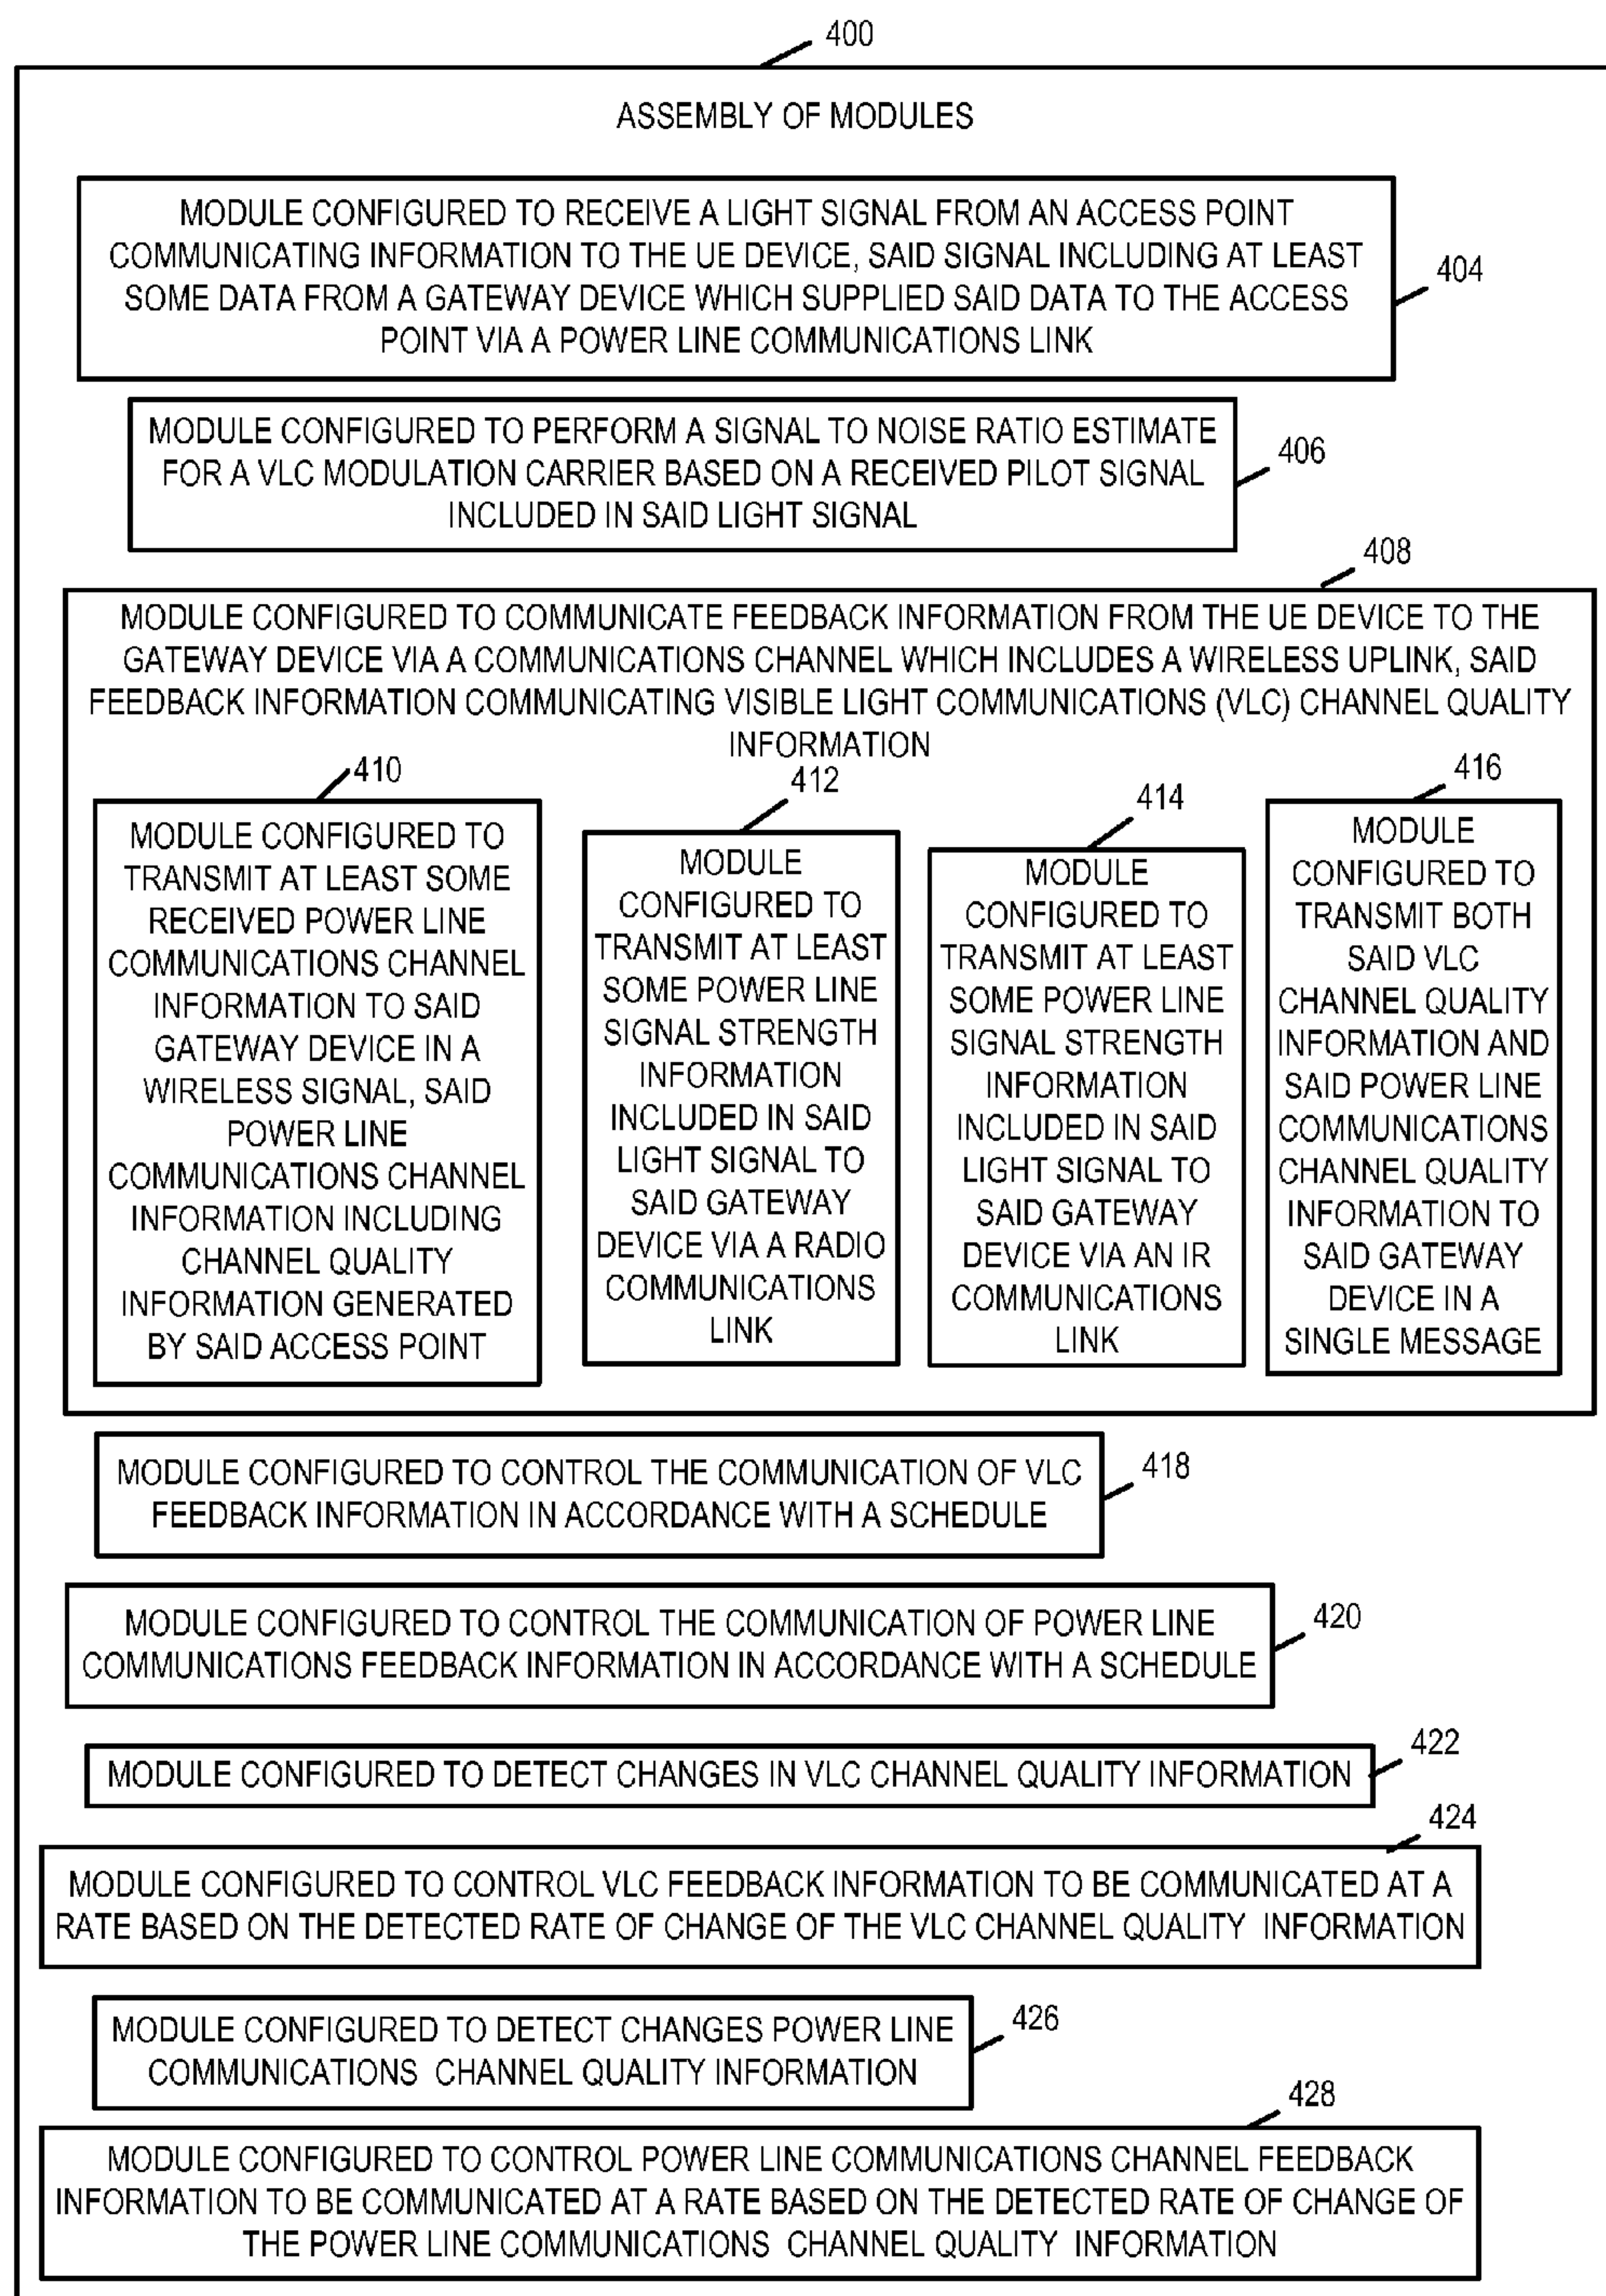 400
ASSEMBLY OF MODULES
MODULE CONFIGURED TO RECEIVE A LIGHT SIGNAL FROM AN ACCESS POINT
COMMUNICATING INFORMATION TO THE UE DEVICE, SAID SIGNAL INCLUDING AT LEAST
SOME DATA FROM A GATEWAY DEVICE WHICH SUPPLIED SAID DATA TO THE ACCESS
POINT VIA A POWER LINE COMMUNICATIONS LINK
404
MODULE CONFIGURED TO PERFORM A SIGNAL TO NOISE RATIO ESTIMATE
FOR A VLC MODULATION CARRIER BASED ON A RECEIVED PILOT SIGNAL
INCLUDED IN SAID LIGHT SIGNAL
406
408
MODULE CONFIGURED TO COMMUNICATE FEEDBACK INFORMATION FROM THE UE DEVICE TO THE
GATEWAY DEVICE VIA A COMMUNICATIONS CHANNEL WHICH INCLUDES A WIRELESS UPLINK, SAID
FEEDBACK INFORMATION COMMUNICATING VISIBLE LIGHT COMMUNICATIONS (VLC) CHANNEL QUALITY
INFORMATION
410
MODULE CONFIGURED TO
TRANSMIT AT LEAST SOME
RECEIVED POWER LINE
COMMUNICATIONS CHANNEL
INFORMATION TO SAID
GATEWAY DEVICE IN A
WIRELESS SIGNAL, SAID
POWER LINE
COMMUNICATIONS CHANNEL
INFORMATION INCLUDING
CHANNEL QUALITY
INFORMATION GENERATED
BY SAID ACCESS POINT
412
MODULE
CONFIGURED TO
TRANSMIT AT LEAST
SOME POWER LINE
SIGNAL STRENGTH
INFORMATION
INCLUDED IN SAID
LIGHT SIGNAL TO
SAID GATEWAY
DEVICE VIA A RADIO
COMMUNICATIONS
LINK
414
MODULE
CONFIGURED TO
TRANSMIT AT LEAST
SOME POWER LINE
SIGNAL STRENGTH
INFORMATION
INCLUDED IN SAID
LIGHT SIGNAL TO
SAID GATEWAY
DEVICE VIA AN IR
COMMUNICATIONS
LINK
416
MODULE
CONFIGURED TO
TRANSMIT BOTH
SAID VLC
CHANNEL QUALITY
INFORMATION AND
SAID POWER LINE
COMMUNICATIONS
CHANNEL QUALITY
INFORMATION TO
SAID GATEWAY
DEVICE IN A
SINGLE MESSAGE
MODULE CONFIGURED TO CONTROL THE COMMUNICATION OF VLC
FEEDBACK INFORMATION IN ACCORDANCE WITH A SCHEDULE
418
MODULE CONFIGURED TO CONTROL THE COMMUNICATION OF POWER LINE
COMMUNICATIONS FEEDBACK INFORMATION IN ACCORDANCE WITH A SCHEDULE
420
MODULE CONFIGURED TO DETECT CHANGES IN VLC CHANNEL QUALITY INFORMATION
422
424
MODULE CONFIGURED TO CONTROL VLC FEEDBACK INFORMATION TO BE COMMUNICATED AT A
RATE BASED ON THE DETECTED RATE OF CHANGE OF THE VLC CHANNEL QUALITY INFORMATION
MODULE CONFIGURED TO DETECT CHANGES POWER LINE
COMMUNICATIONS CHANNEL QUALITY INFORMATION
426
428
MODULE CONFIGURED TO CONTROL POWER LINE COMMUNICATIONS CHANNEL FEEDBACK
INFORMATION TO BE COMMUNICATED AT A RATE BASED ON THE DETECTED RATE OF CHANGE OF
THE POWER LINE COMMUNICATIONS CHANNEL QUALITY INFORMATION